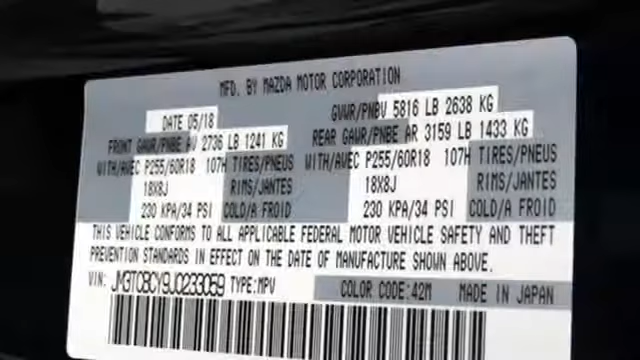 MFD. BY MAZDA MOTOR CORPORATION
DATE 05/18 GVWR/PNBV 5816 LB 2638 KG
FRONT GAWR/PNBE AV 2736 LB 1241 KG REAR GAWR/PNBE AR 3159 LB 1433 KG
WITH/AVEC P255/60R18 107H TIRES/PNEUS WITH/AVEC P255/60R18 107H TIRES/PNEUS
18X8J RIMS/JANTES 18X8J RIMS/JANTES
230 KPA/34 PSI COLD/A FROID 230 KPA/34 PSI COLD/A FROID
THIS VEHICLE CONFORMS TO ALL APPLICABLE FEDERAL MOTOR VEHICLE SAFETY AND THEFT
PREVENTION STANDARDS IN EFFECT ON THE DATE OF MANUFACTURE SHOWN ABOVE.
VIN: JM3TCBCY9J0233059 TYPE:MPV COLOR CODE:42M MADE IN JAPAN